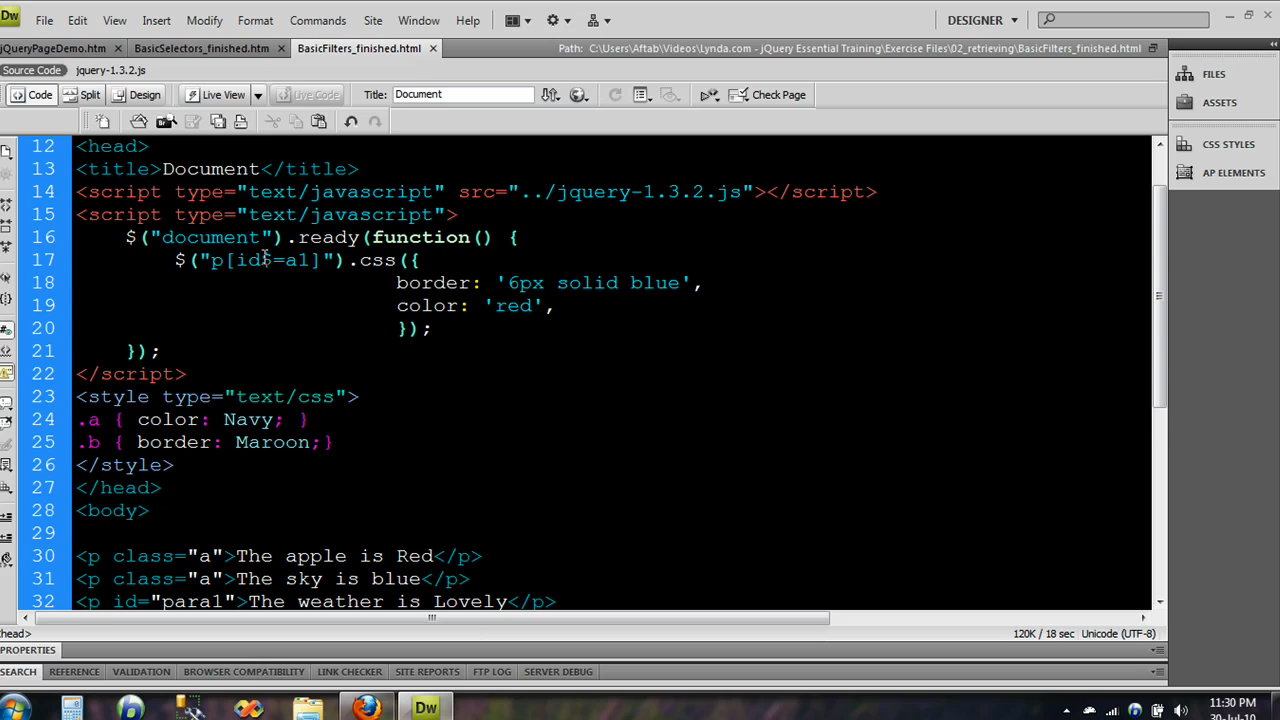 Dw File Edit View Insert Modify Format Commands Site Window Help DESIGNER
jQueryPageDemo.htm × BasicSelectors_finished.html × BasicFilters_finished.html × Path: C:\Users\Aftab\Videos\Lynda.com - jQuery Essential Training\Exercise Files\02_retrieving\BasicFilters_finished.html
Source Code jquery-1.3.2.js
Code Split Design Live View Live Code Title: Document Check Page
12 <head>
13 <title>Document</title>
14 <script type="text/javascript" src="../jquery-1.3.2.js"></script>
15 <script type="text/javascript">
16 $("document").ready(function() {
17 $("p[id$=a1]").css({
18 border: '6px solid blue',
19 color: 'red',
20 });
21 });
22 </script>
23 <style type="text/css">
24 .a { color: Navy; }
25 .b { border: Maroon;}
26 </style>
27 </head>
28 <body>
29
30 <p class="a">The apple is Red</p>
31 <p class="a">The sky is blue</p>
32 <p id="para1">The weather is Lovely</p>
FILES
ASSETS
CSS STYLES
AP ELEMENTS
head> 120K / 18 sec Unicode (UTF-8)
PROPERTIES
SEARCH REFERENCE VALIDATION BROWSER COMPATIBILITY LINK CHECKER SITE REPORTS FTP LOG SERVER DEBUG
Dw 11:30 PM
30-Jul-10